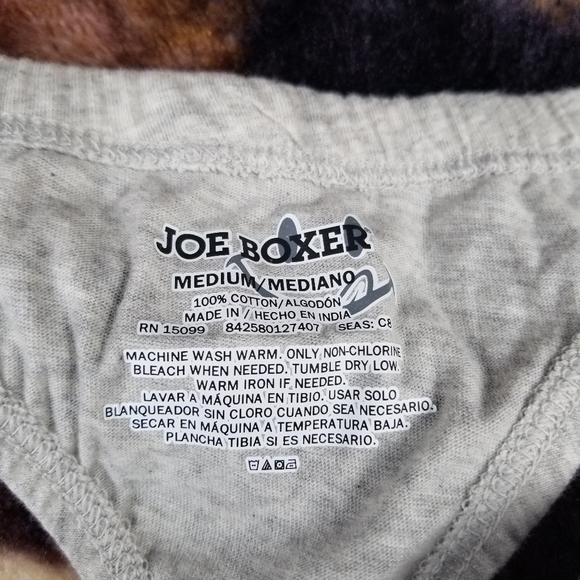 JOE BOXER
MEDIUM/MEDIANO
100% COTTON/ALGODÓN
MADE IN / HECHO EN INDIA
RN 15099 842580127407 SEAS: C8
MACHINE WASH WARM. ONLY NON-CHLORINE
BLEACH WHEN NEEDED. TUMBLE DRY LOW.
WARM IRON IF NEEDED.
LAVAR A MÁQUINA EN TIBIO. USAR SOLO
BLANQUEADOR SIN CLORO CUANDO SEA NECESARIO.
SECAR EN MÁQUINA A TEMPERATURA BAJA.
PLANCHA TIBIA SI ES NECESARIO.